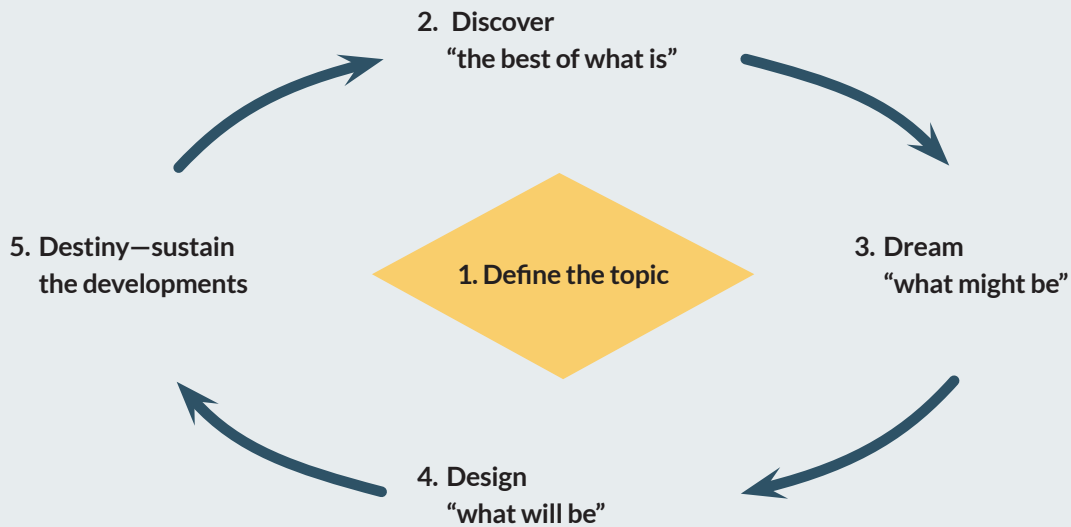 1. Define the topic
2. Discover
“the best of what is”
3. Dream
“what might be”
4. Design
“what will be”
5. Destiny—sustain
the developments